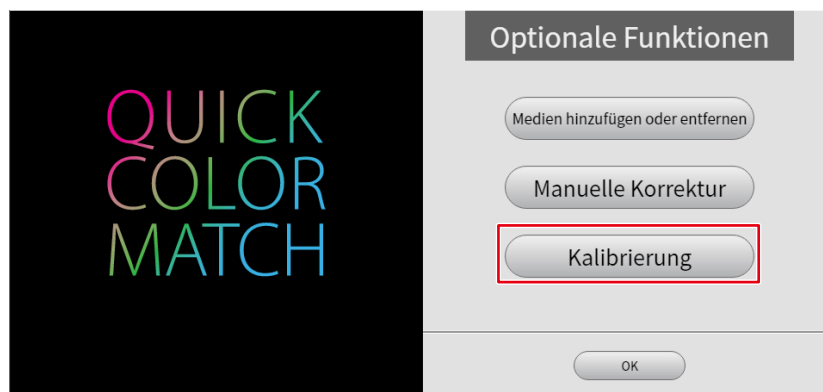 QUICK
COLOR
MATCH
Optionale Funktionen
Medien hinzufügen oder entfernen
Manuelle Korrektur
Kalibrierung
OK